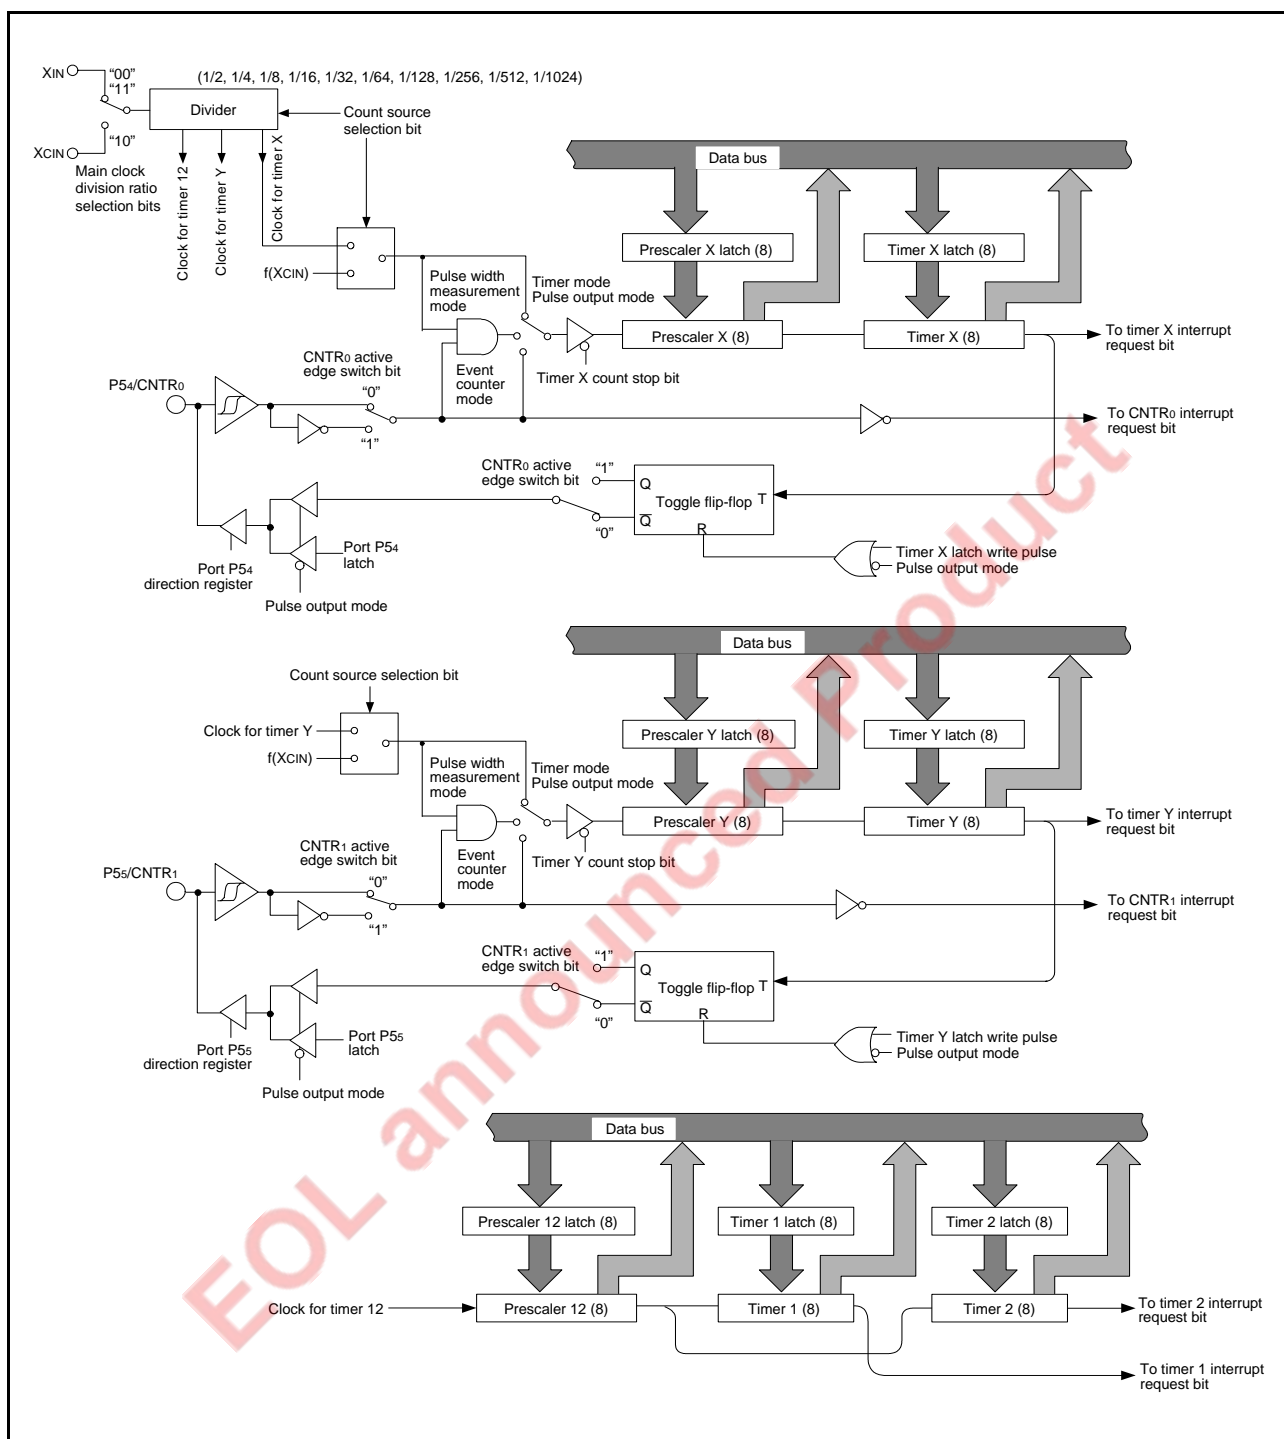 XIN
"00"
"11"
(1/2, 1/4, 1/8, 1/16, 1/32, 1/64, 1/128, 1/256, 1/512, 1/1024)
Divider
Count source
selection bit
XCIN
"10"
Main clock
division ratio
selection bits
Clock for timer 12
Clock for timer Y
Clock for timer X
f(XCIN)
Data bus
Prescaler X latch (8)
Timer X latch (8)
Pulse width
measurement
mode
Timer mode
Pulse output mode
Prescaler X (8)
Timer X (8)
To timer X interrupt
request bit
CNTR0 active
edge switch bit
Event
counter
mode
Timer X count stop bit
P54/CNTR0
"0"
"1"
To CNTR0 interrupt
request bit
CNTR0 active
edge switch bit
"1"
"0"
Q
Q
Toggle flip-flop
T
R
Port P54
latch
Port P54
direction register
Pulse output mode
Timer X latch write pulse
Pulse output mode
Data bus
Count source selection bit
Clock for timer Y
f(XCIN)
Prescaler Y latch (8)
Timer Y latch (8)
Pulse width
measurement
mode
Timer mode
Pulse output mode
Prescaler Y (8)
Timer Y (8)
To timer Y interrupt
request bit
CNTR1 active
edge switch bit
Event
counter
mode
Timer Y count stop bit
P55/CNTR1
"0"
"1"
To CNTR1 interrupt
request bit
CNTR1 active
edge switch bit
"1"
"0"
Q
Q
Toggle flip-flop
T
R
Port P55
latch
Port P55
direction register
Pulse output mode
Timer Y latch write pulse
Pulse output mode
Data bus
Prescaler 12 latch (8)
Timer 1 latch (8)
Timer 2 latch (8)
Clock for timer 12
Prescaler 12 (8)
Timer 1 (8)
Timer 2 (8)
To timer 2 interrupt
request bit
To timer 1 interrupt
request bit
EOL announced Product